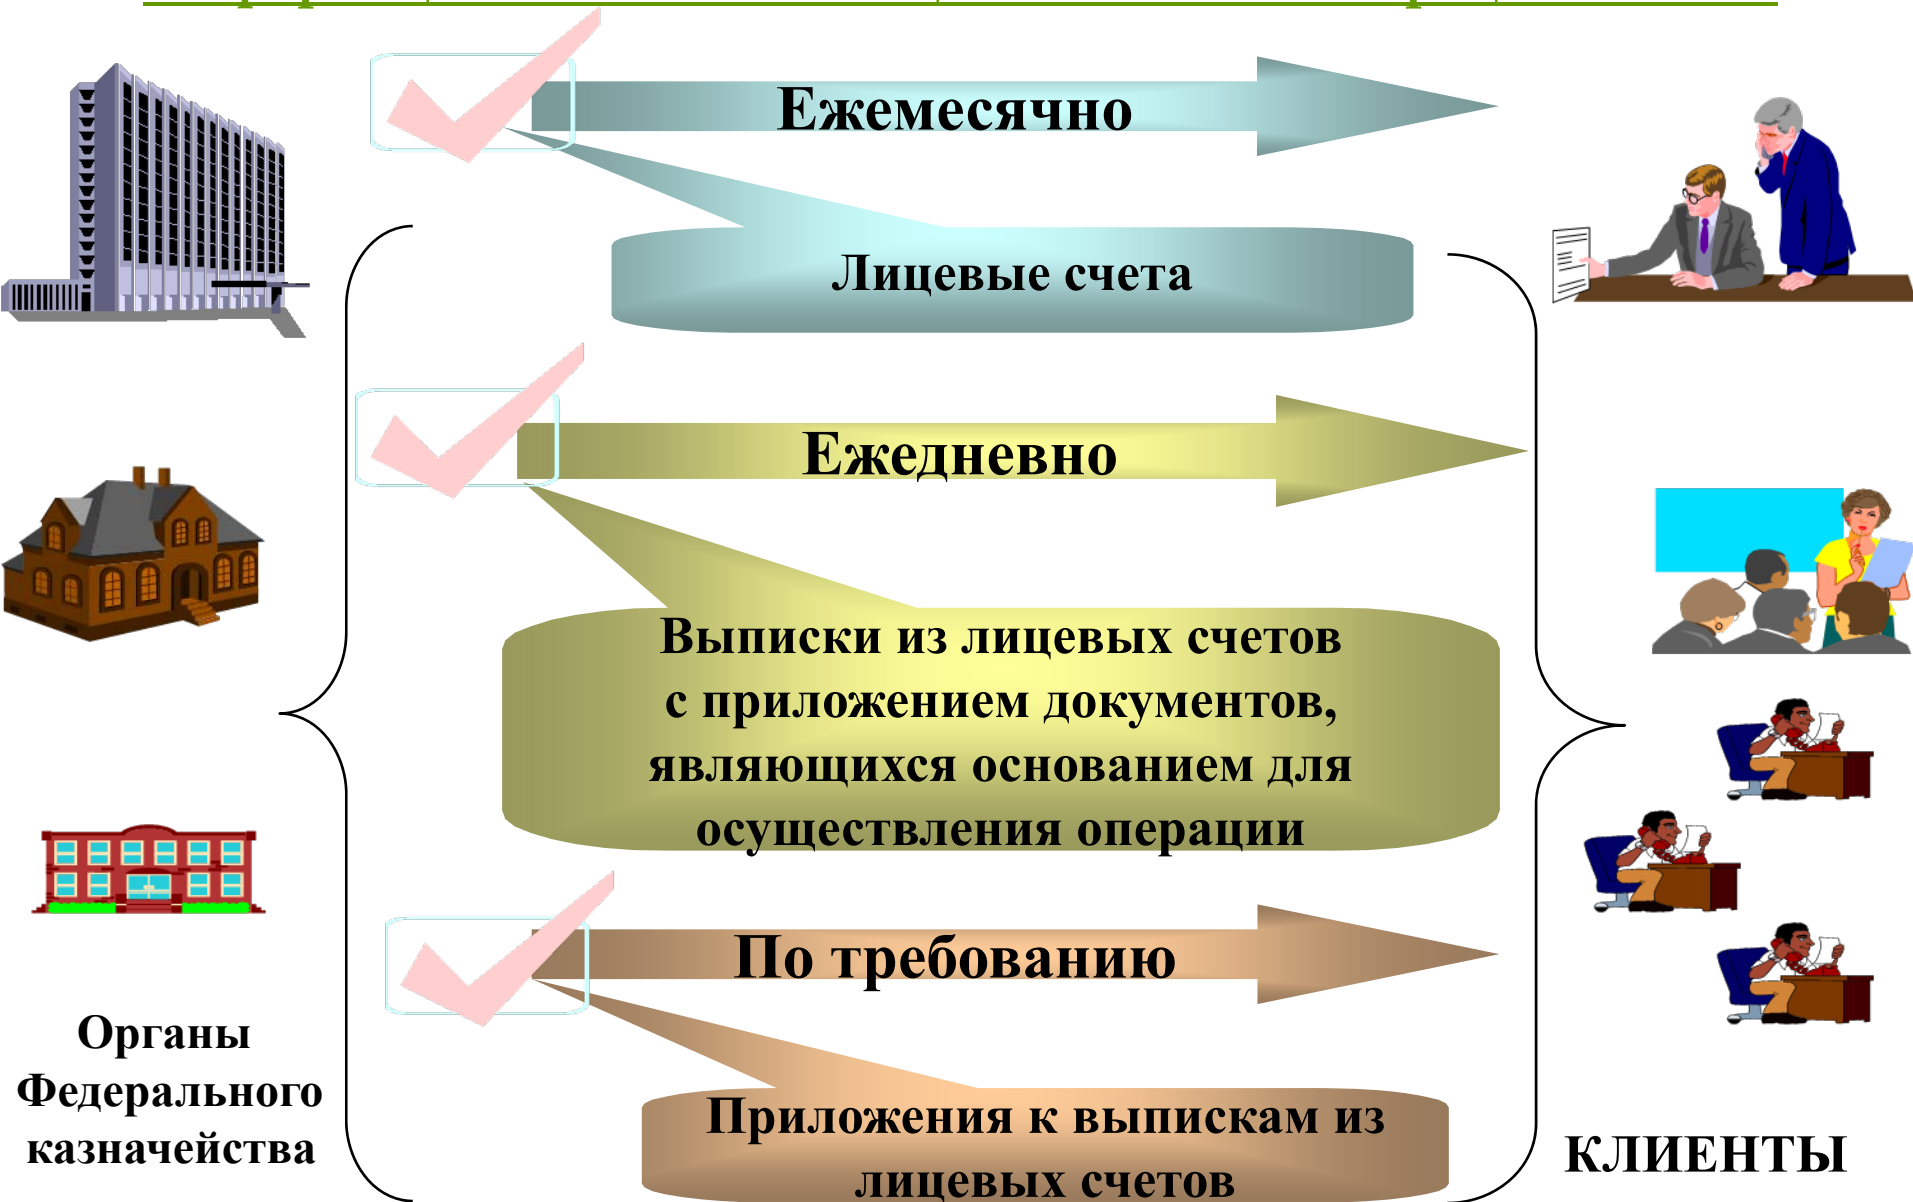 Ежемесячно
Лицевые счета
Ежедневно
Выписки из лицевых счетов
с приложением документов,
являющихся основанием для
осуществления операции
По требованию
Приложения к выпискам из
лицевых счетов
Органы
Федерального
казначейства
КЛИЕНТЫ